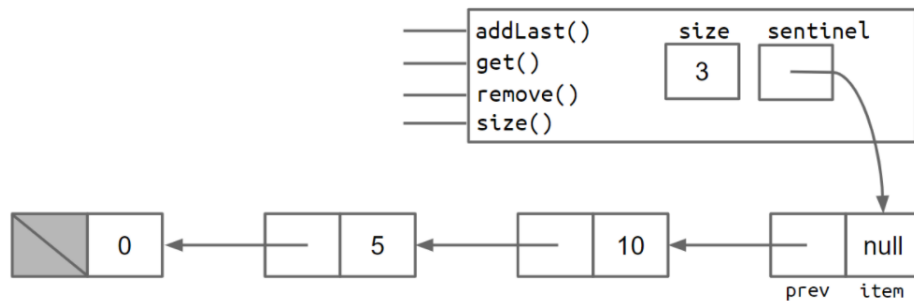 addLast() size sentinel
get()
3
remove()
size()
0 5 10 null
prev item